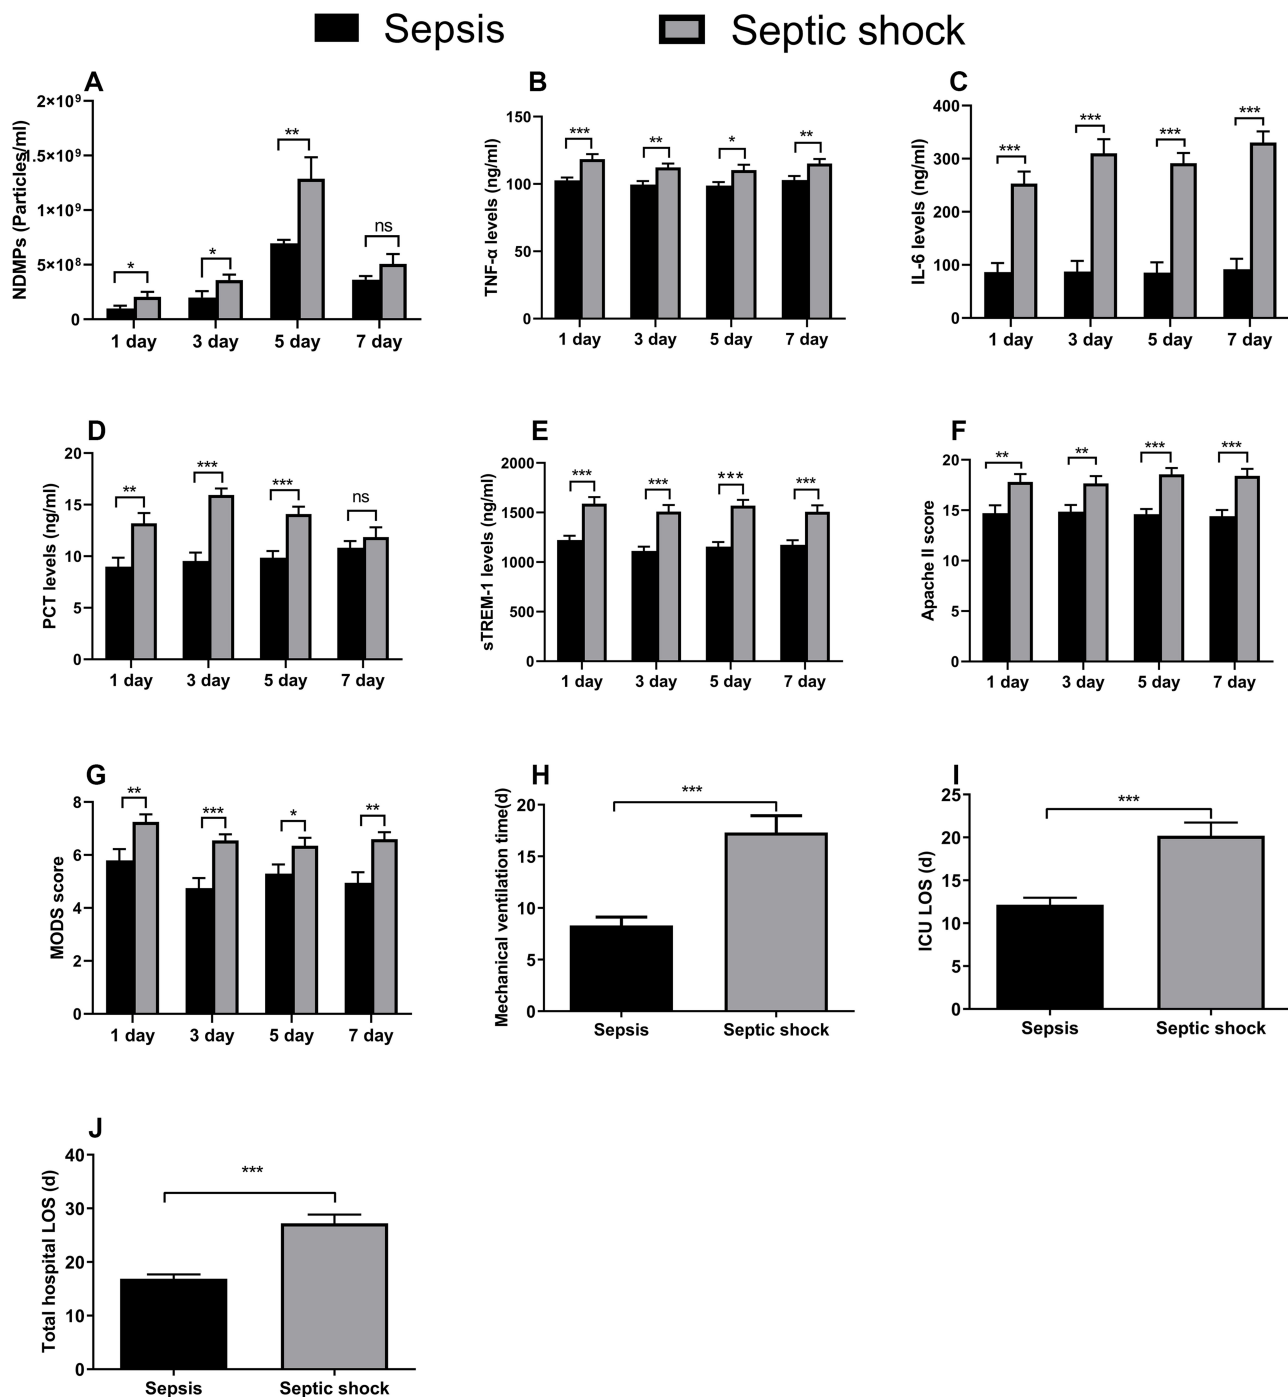 Sepsis
Septic shock
A
NDMPs (Particles/ml)
2×10⁹
1.5×10⁹
1×10⁹
5×10⁸
0
*
*
**
ns
1 day
3 day
5 day
7 day
B
TNF-α levels (ng/ml)
150
100
50
0
***
**
*
**
1 day
3 day
5 day
7 day
C
IL-6 levels (ng/ml)
400
300
200
100
0
***
***
***
***
1 day
3 day
5 day
7 day
D
PCT levels (ng/ml)
20
15
10
5
0
**
***
***
ns
1 day
3 day
5 day
7 day
E
sTREM-1 levels (ng/ml)
2000
1500
1000
500
0
***
***
***
***
1 day
3 day
5 day
7 day
F
Apache II score
20
15
10
5
0
**
**
***
***
1 day
3 day
5 day
7 day
G
MODS score
8
6
4
2
0
**
***
*
**
1 day
3 day
5 day
7 day
H
Mechanical ventilation time(d)
20
15
10
5
0
***
Sepsis
Septic shock
I
ICU LOS (d)
25
20
15
10
5
0
***
Sepsis
Septic shock
J
Total hospital LOS (d)
40
30
20
10
0
***
Sepsis
Septic shock